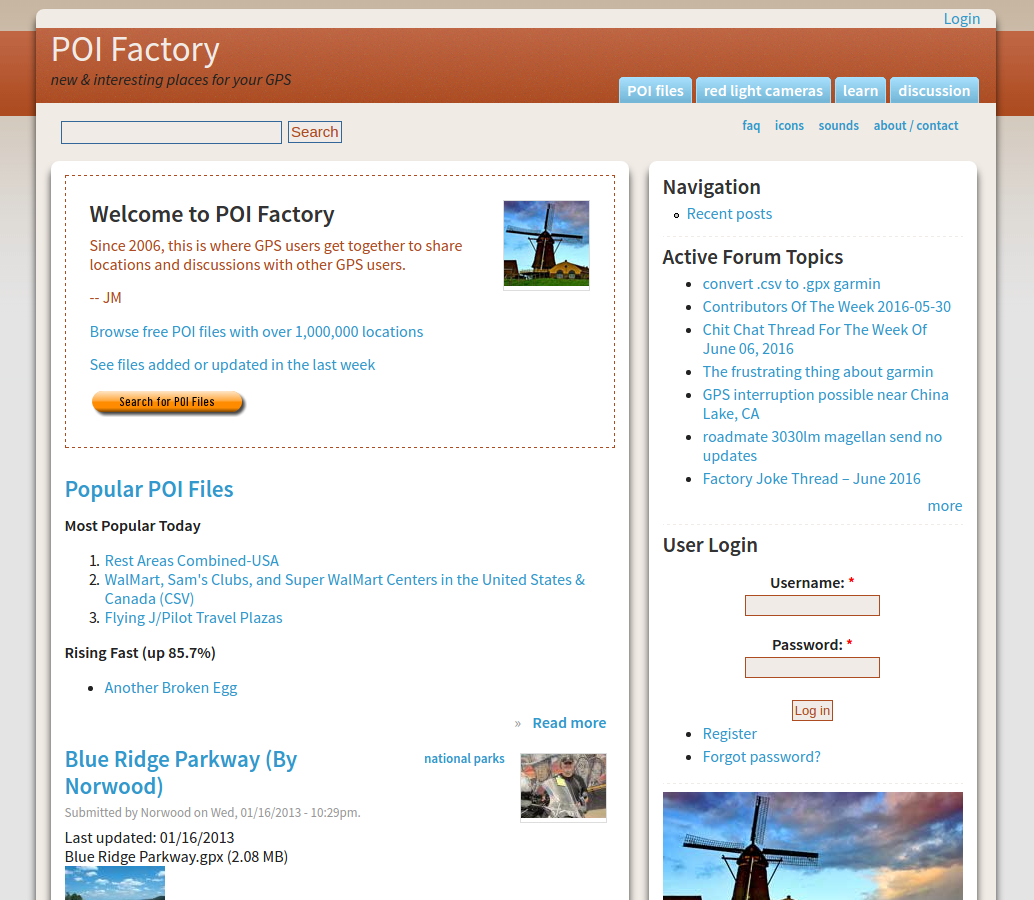 Login
POI Factory
new & interesting places for your GPS
POI files
red light cameras
learn
discussion
Search
faq
icons
sounds
about / contact
Welcome to POI Factory
Since 2006, this is where GPS users get together to share
locations and discussions with other GPS users.
-- JM
Browse free POI files with over 1,000,000 locations
See files added or updated in the last week
Search for POI Files
Popular POI Files
Most Popular Today
1. Rest Areas Combined-USA
2. WalMart, Sam's Clubs, and Super WalMart Centers in the United States &
Canada (CSV)
3. Flying J/Pilot Travel Plazas
Rising Fast (up 85.7%)
• Another Broken Egg
» Read more
Blue Ridge Parkway (By
Norwood)
national parks
Submitted by Norwood on Wed, 01/16/2013 - 10:29pm.
Last updated: 01/16/2013
Blue Ridge Parkway.gpx (2.08 MB)
Navigation
Recent posts
Active Forum Topics
• convert .csv to .gpx garmin
• Contributors Of The Week 2016-05-30
• Chit Chat Thread For The Week Of
June 06, 2016
• The frustrating thing about garmin
• GPS interruption possible near China
Lake, CA
• roadmate 3030lm magellan send no
updates
• Factory Joke Thread – June 2016
more
User Login
Username: *
Password: *
Log in
• Register
• Forgot password?